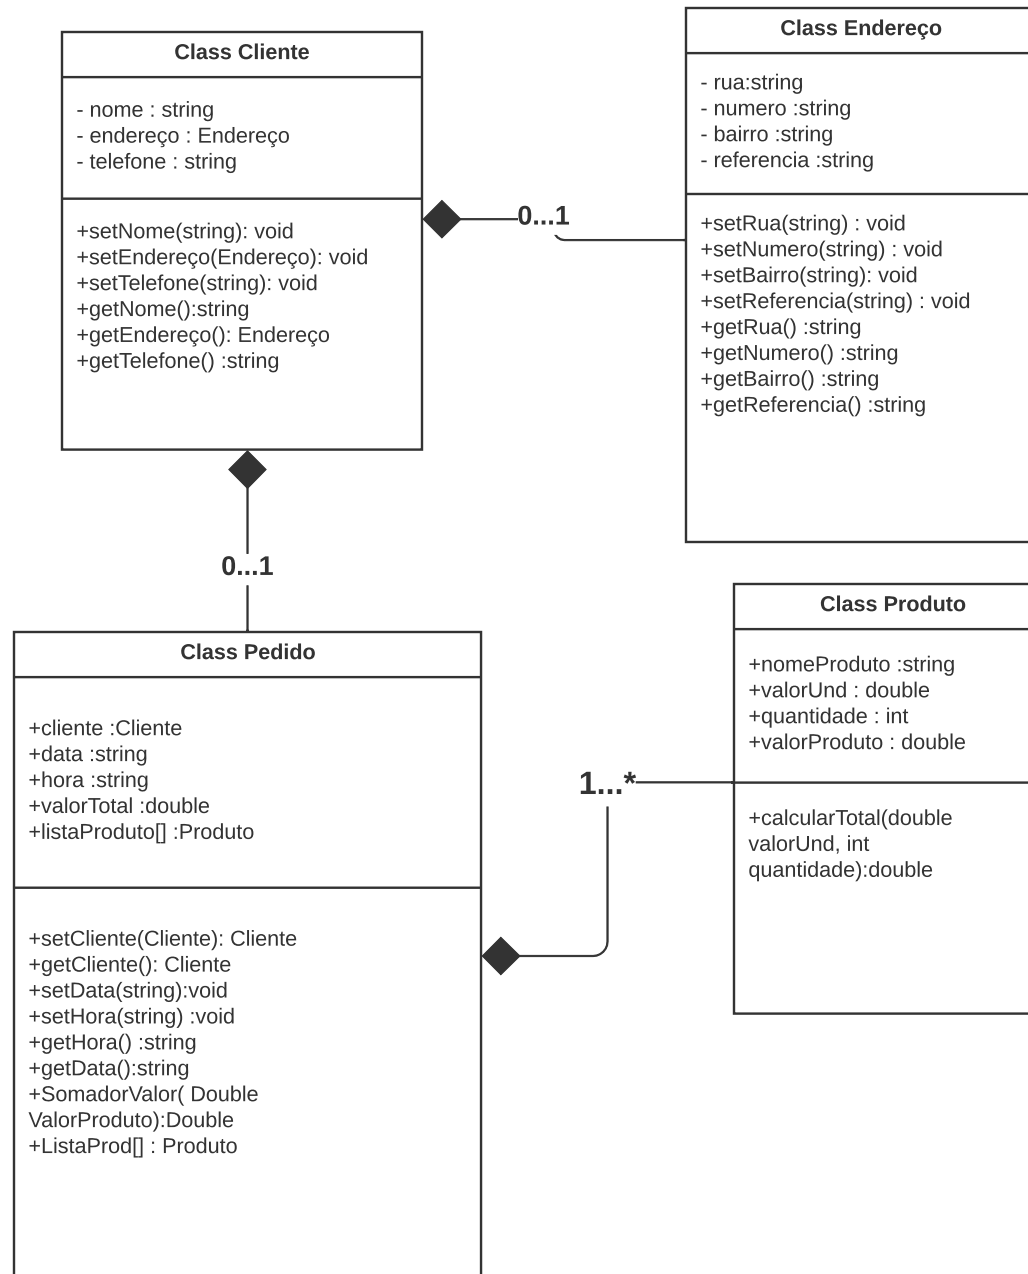 Class Cliente
- nome : string
- endereço : Endereço
- telefone : string
+setNome(string): void
+setEndereço(Endereço): void
+setTelefone(string): void
+getNome():string
+getEndereço(): Endereço
+getTelefone() :string
0...1
Class Endereço
- rua:string
- numero :string
- bairro :string
- referencia :string
+setRua(string) : void
+setNumero(string) : void
+setBairro(string): void
+setReferencia(string) : void
+getRua() :string
+getNumero() :string
+getBairro() :string
+getReferencia() :string
0...1
Class Pedido
+cliente :Cliente
+data :string
+hora :string
+valorTotal :double
+listaProduto[] :Produto
+setCliente(Cliente): Cliente
+getCliente(): Cliente
+setData(string):void
+setHora(string) :void
+getHora() :string
+getData():string
+SomadorValor( Double
ValorProduto):Double
+ListaProd[] : Produto
1...*
Class Produto
+nomeProduto :string
+valorUnd : double
+quantidade : int
+valorProduto : double
+calcularTotal(double
valorUnd, int
quantidade):double